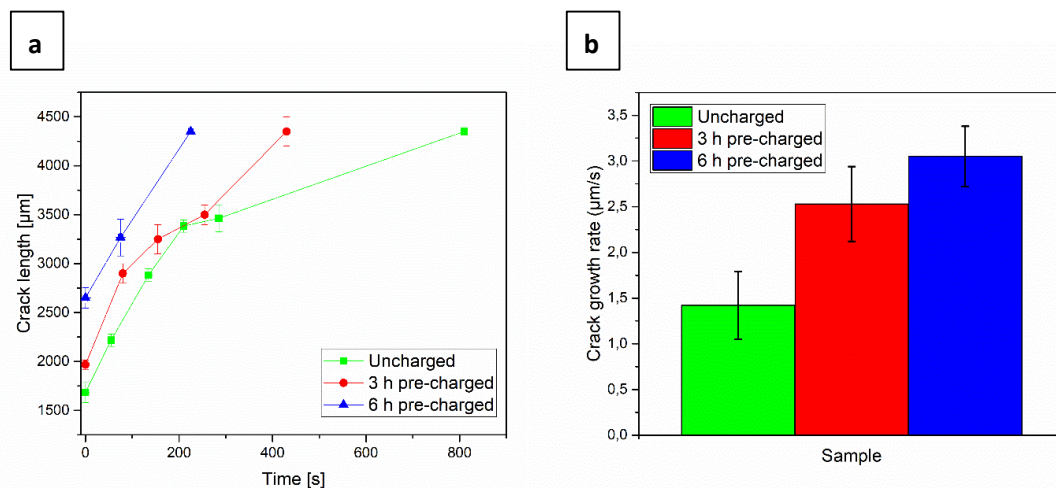 a
4500
4000
3500
3000
2500
2000
1500
Crack length [µm]
0
200
400
600
800
Time [s]
Uncharged
3 h pre-charged
6 h pre-charged
b
3,5
3,0
2,5
2,0
1,5
1,0
0,5
0,0
Crack growth rate (µm/s)
Uncharged
3 h pre-charged
6 h pre-charged
Sample